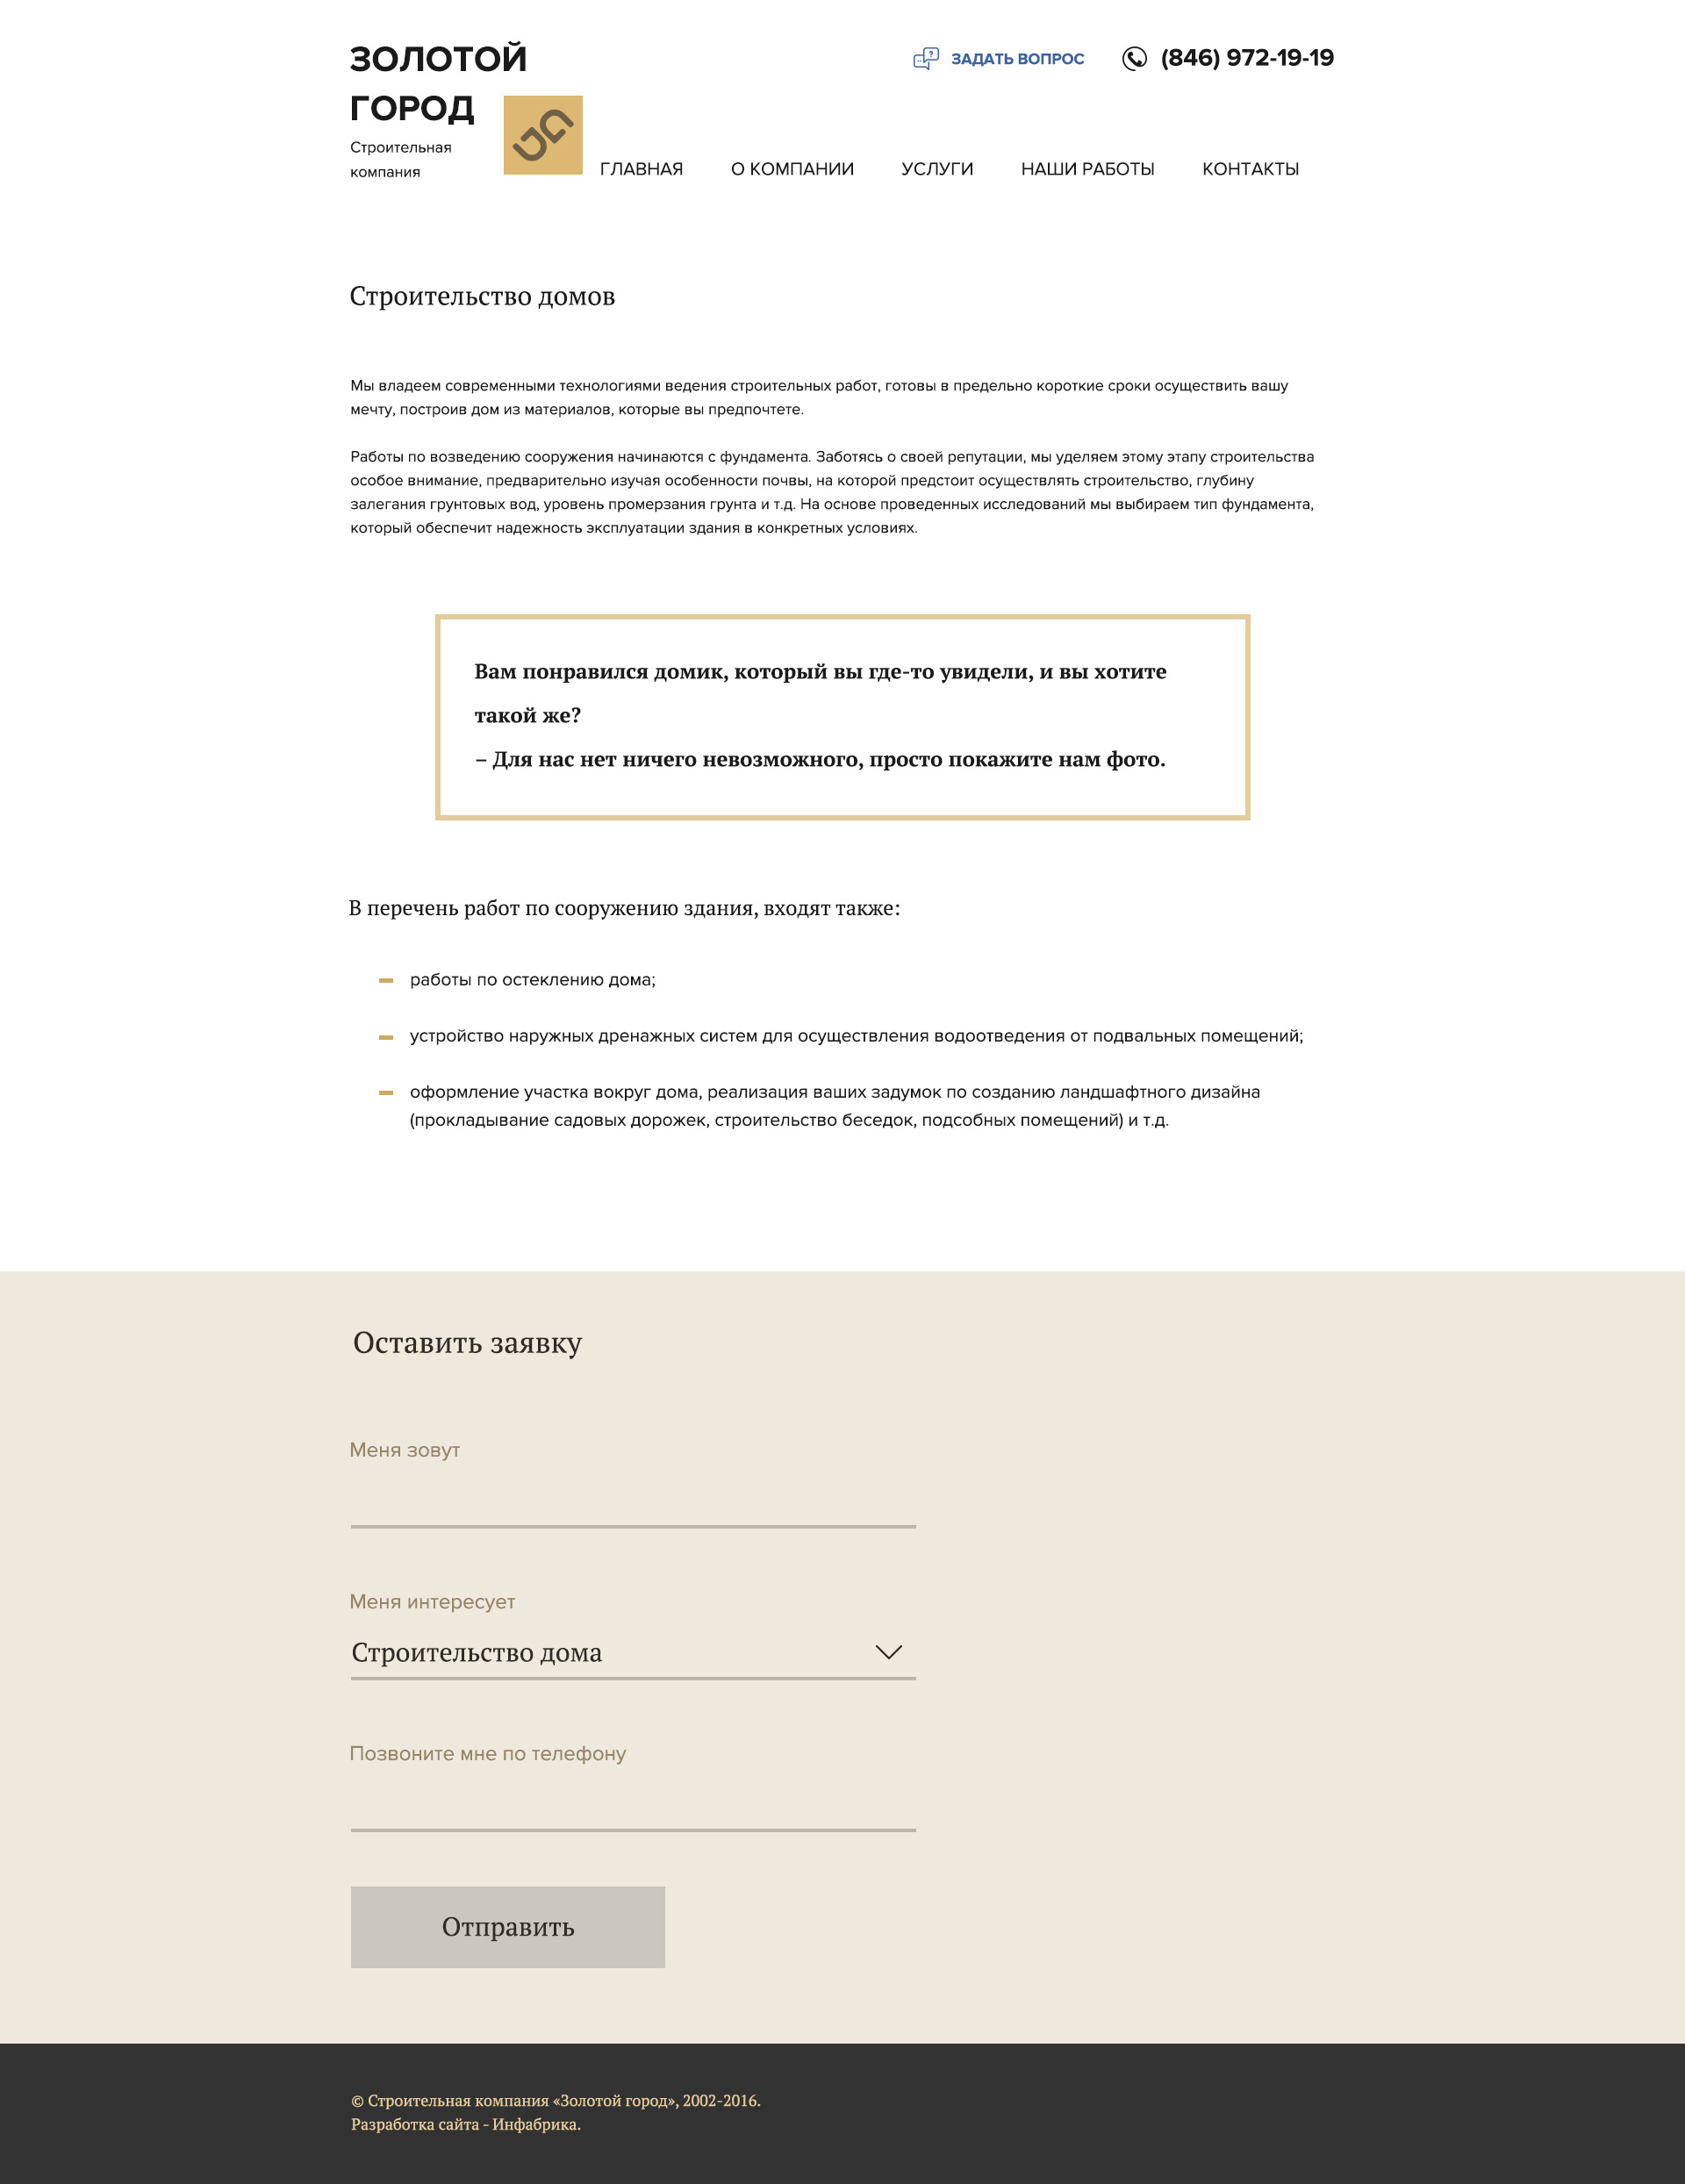 ЗОЛОТОЙ
ГОРОД
Строительная
компания
ЗАДАТЬ ВОПРОС
(846) 972-19-19
ГЛАВНАЯ О КОМПАНИИ УСЛУГИ НАШИ РАБОТЫ КОНТАКТЫ
Строительство домов
Мы владеем современными технологиями ведения строительных работ, готовы в предельно короткие сроки осуществить вашу
мечту, построив дом из материалов, которые вы предпочтете.
Работы по возведению сооружения начинаются с фундамента. Заботясь о своей репутации, мы уделяем этому этапу строительства
особое внимание, предварительно изучая особенности почвы, на которой предстоит осуществлять строительство, глубину
залегания грунтовых вод, уровень промерзания грунта и т.д. На основе проведенных исследований мы выбираем тип фундамента,
который обеспечит надежность эксплуатации здания в конкретных условиях.
Вам понравился домик, который вы где-то увидели, и вы хотите
такой же?
– Для нас нет ничего невозможного, просто покажите нам фото.
В перечень работ по сооружению здания, входят также:
работы по остеклению дома;
устройство наружных дренажных систем для осуществления водоотведения от подвальных помещений;
оформление участка вокруг дома, реализация ваших задумок по созданию ландшафтного дизайна
(прокладывание садовых дорожек, строительство беседок, подсобных помещений) и т.д.
Оставить заявку
Меня зовут
Меня интересует
Строительство дома
Позвоните мне по телефону
Отправить
© Строительная компания «Золотой город», 2002-2016.
Разработка сайта - Инфабрика.